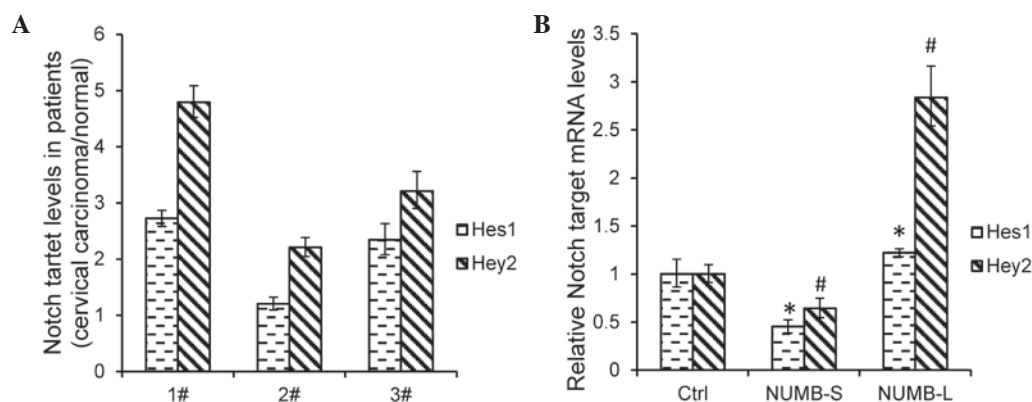 A
Notch tartet levels in patients
(cervical carcinoma/normal)
6
5
4
3
2
1
0
1#
2#
3#
Hes1
Hey2
B
Relative Notch target mRNA levels
3.5
3
2.5
2
1.5
1
0.5
0
*
#
*
#
Ctrl
NUMB-S
NUMB-L
Hes1
Hey2